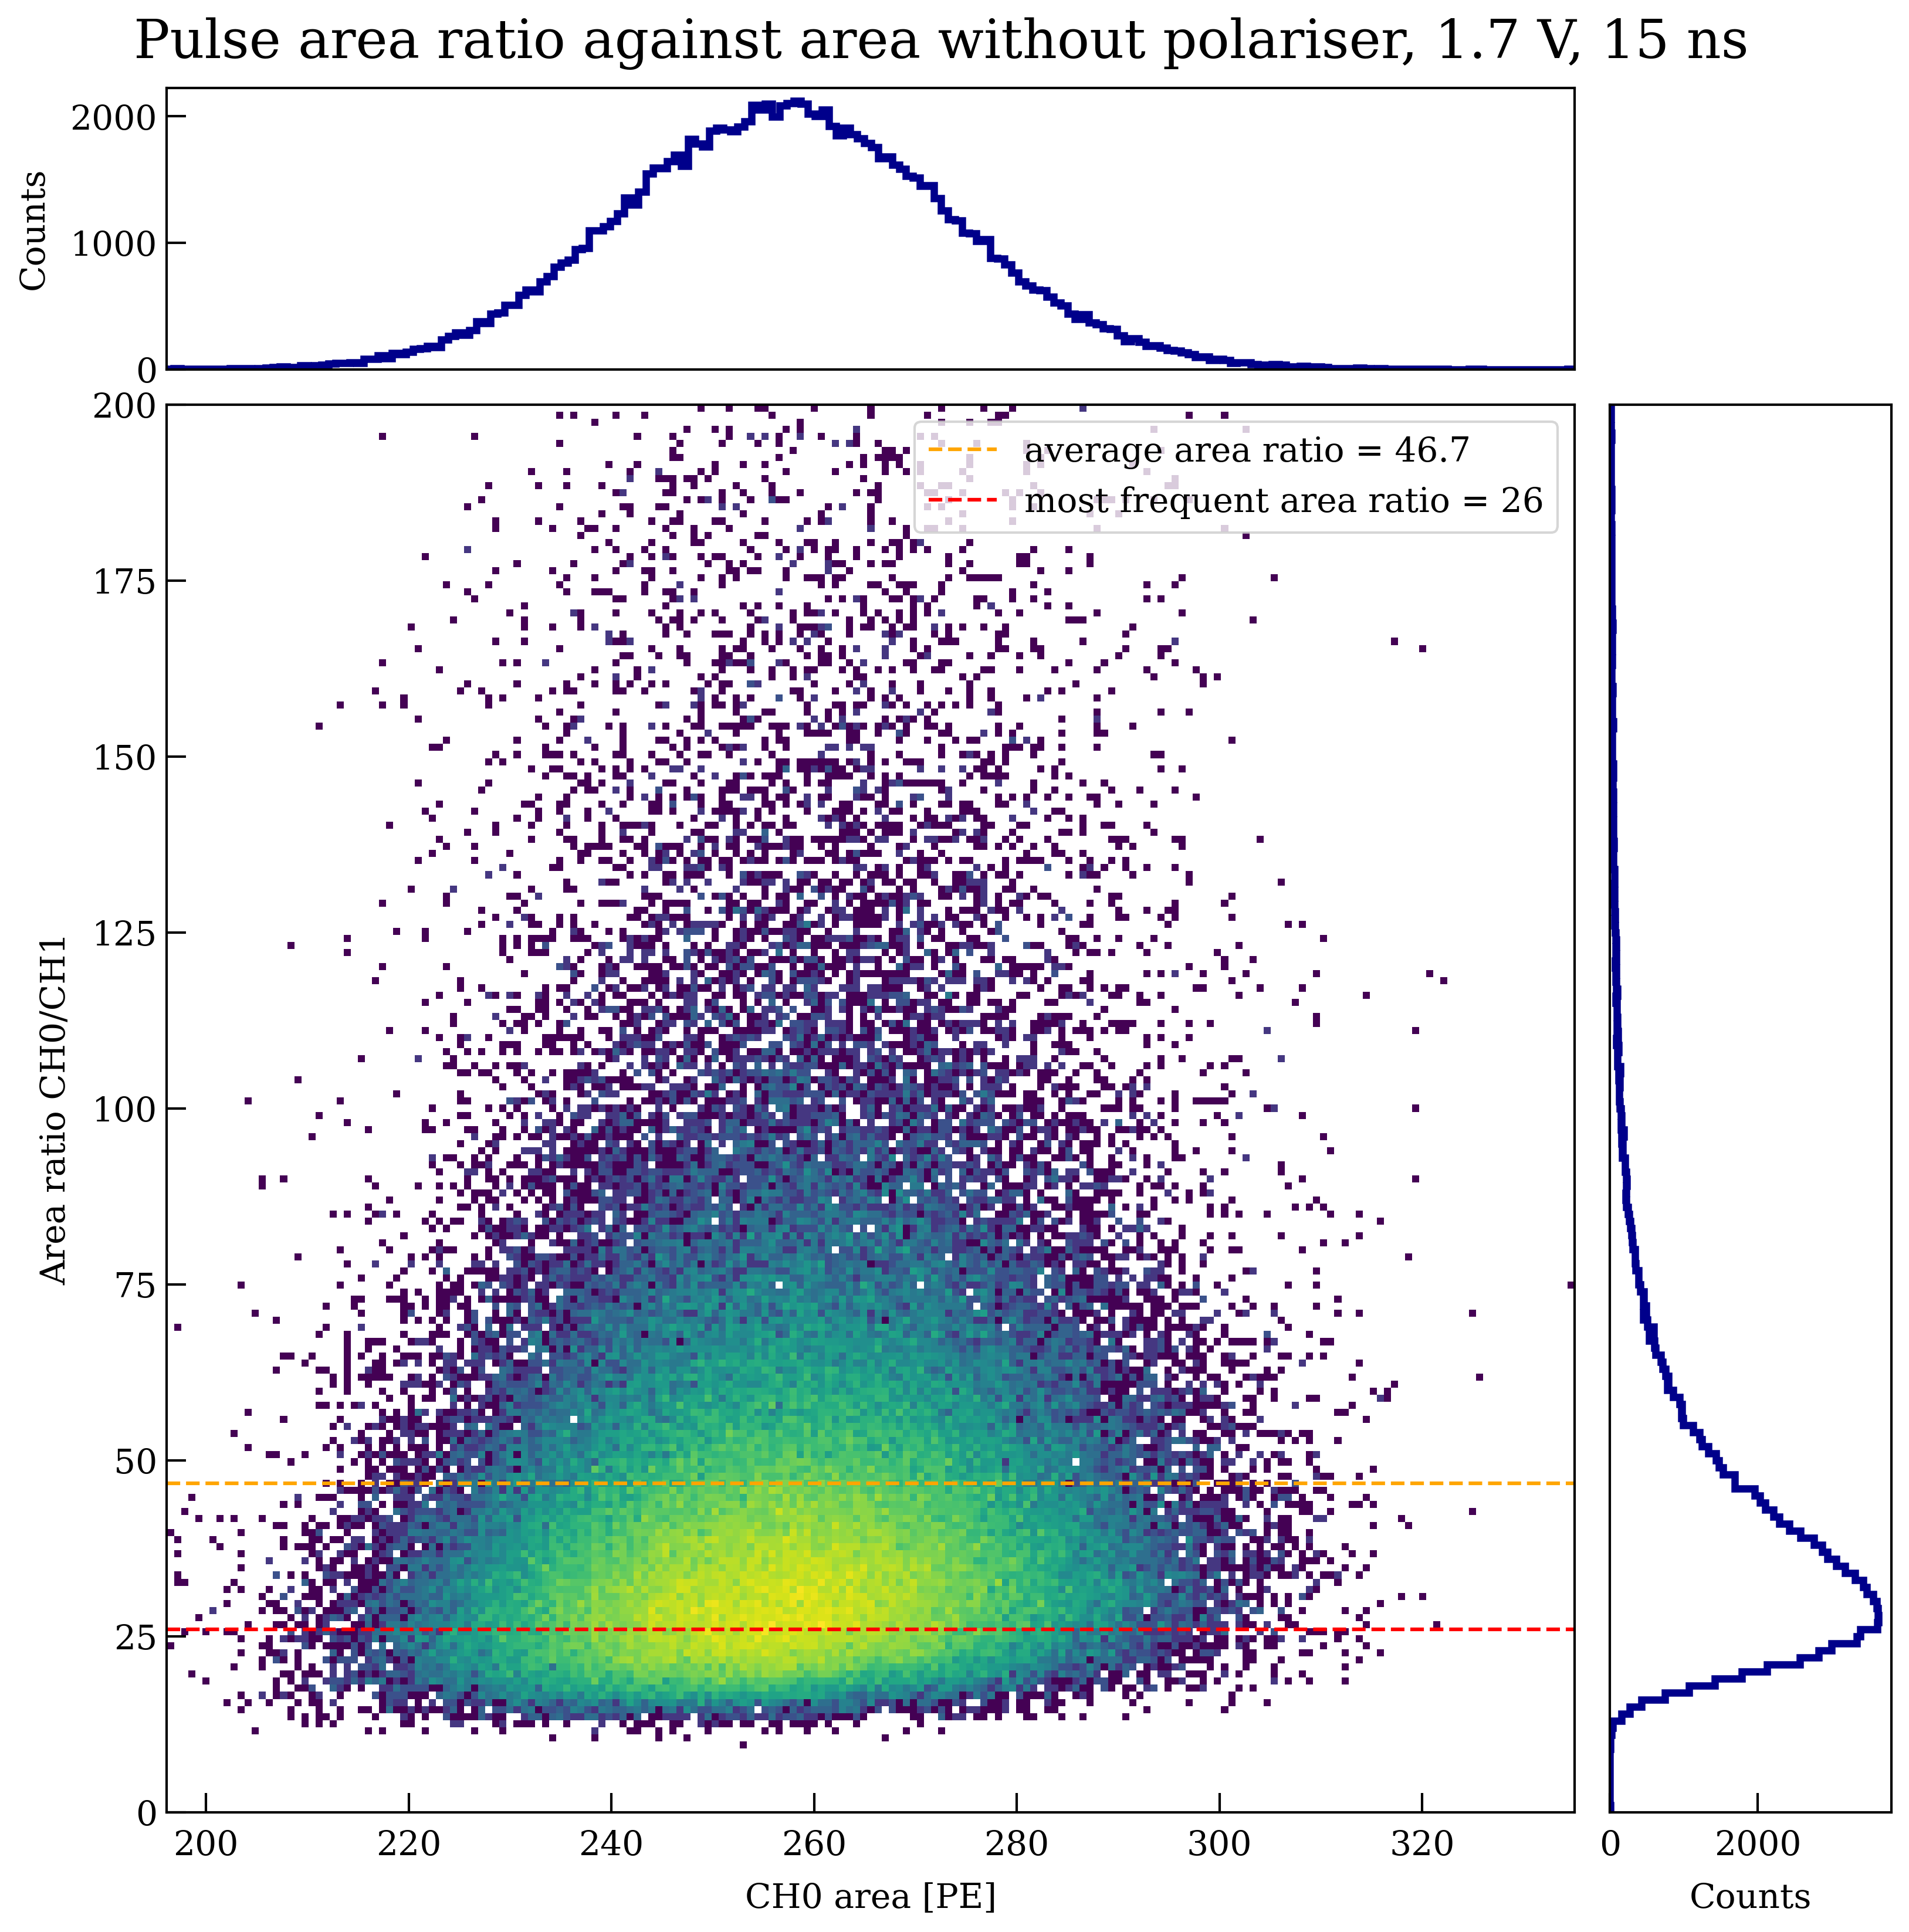 Pulse area ratio against area without polariser, 1.7 V, 15 ns
2000
1000
0
Counts
200
175
150
125
100
75
50
25
0
Area ratio CH0/CH1
average area ratio = 46.7
most frequent area ratio = 26
200 220 240 260 280 300 320
CH0 area [PE]
0 2000
Counts